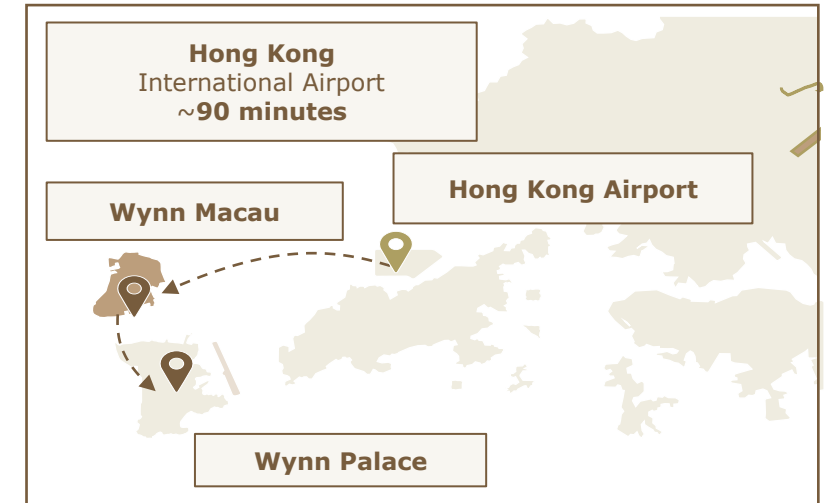 Hong Kong
International Airport
~90 minutes
Hong Kong Airport
Wynn Macau
Wynn Palace